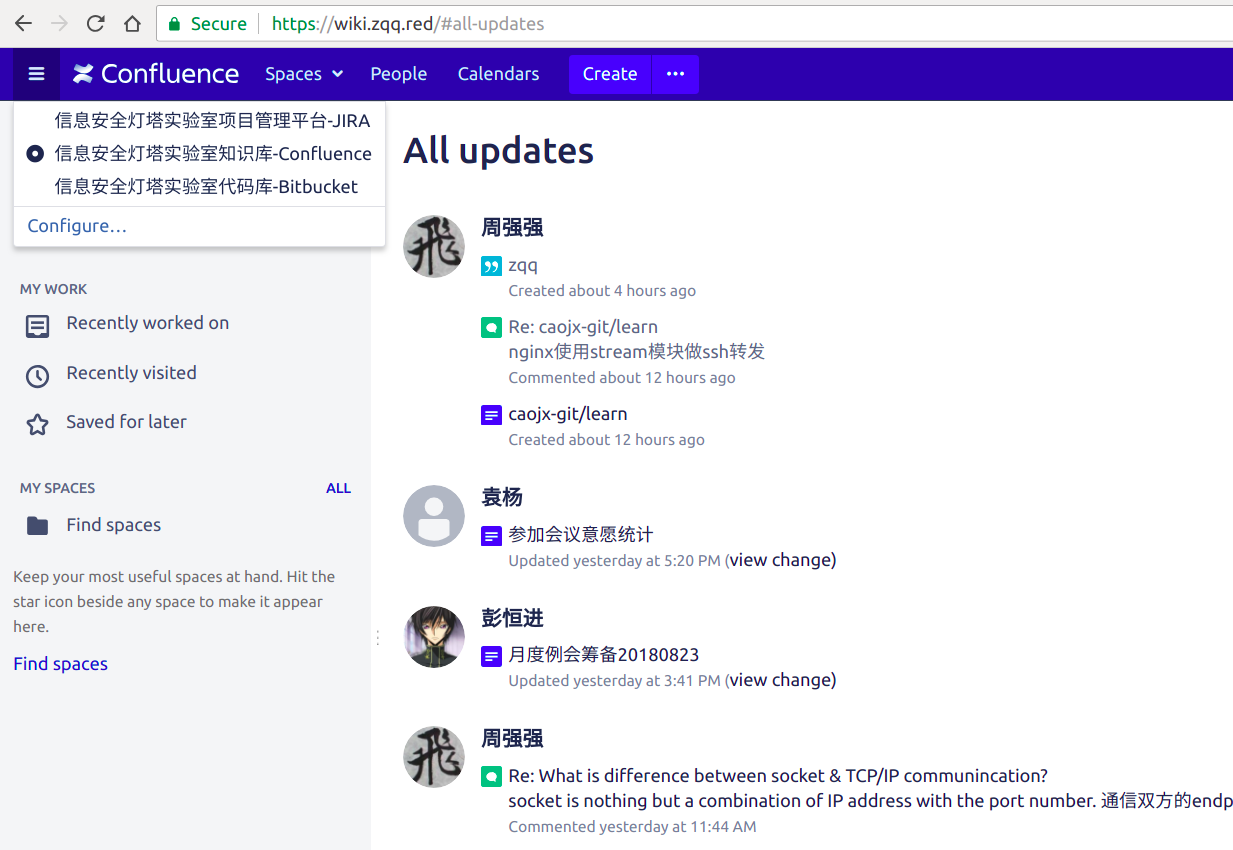 Secure https://wiki.zqq.red/#all-updates
Confluence Spaces People Calendars Create ···
信息安全灯塔实验室项目管理平台-JIRA
信息安全灯塔实验室知识库-Confluence
信息安全灯塔实验室代码库-Bitbucket
Configure…
MY WORK
Recently worked on
Recently visited
Saved for later
MY SPACES ALL
Find spaces
Keep your most useful spaces at hand. Hit the
star icon beside any space to make it appear
here.
Find spaces
All updates
飛
周强强
zqq
Created about 4 hours ago
Re: caojx-git/learn
nginx使用stream模块做ssh转发
Commented about 12 hours ago
caojx-git/learn
Created about 12 hours ago
袁杨
参加会议意愿统计
Updated yesterday at 5:20 PM (view change)
彭恒进
月度例会筹备20180823
Updated yesterday at 3:41 PM (view change)
飛
周强强
Re: What is difference between socket & TCP/IP communincation?
socket is nothing but a combination of IP address with the port number. 通信双方的endp
Commented yesterday at 11:44 AM